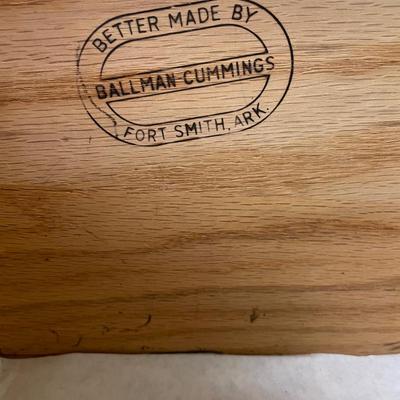 BETTER MADE BY
BALLMAN CUMMINGS
FORT SMITH, ARK.